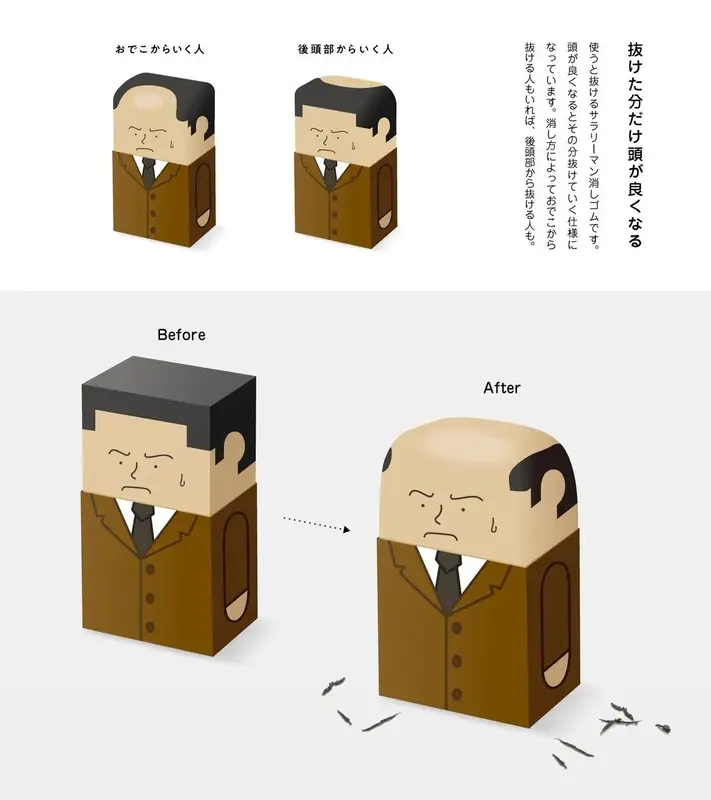 おでこからいく人
後頭部からいく人
抜けた分だけ頭が良くなる
使うと抜けるサラリーマン消しゴムです。
頭が良くなるとその分抜けていく仕様に
なっています。消し方によっておでこから
抜ける人もいれば、後頭部から抜ける人も。
Before
After